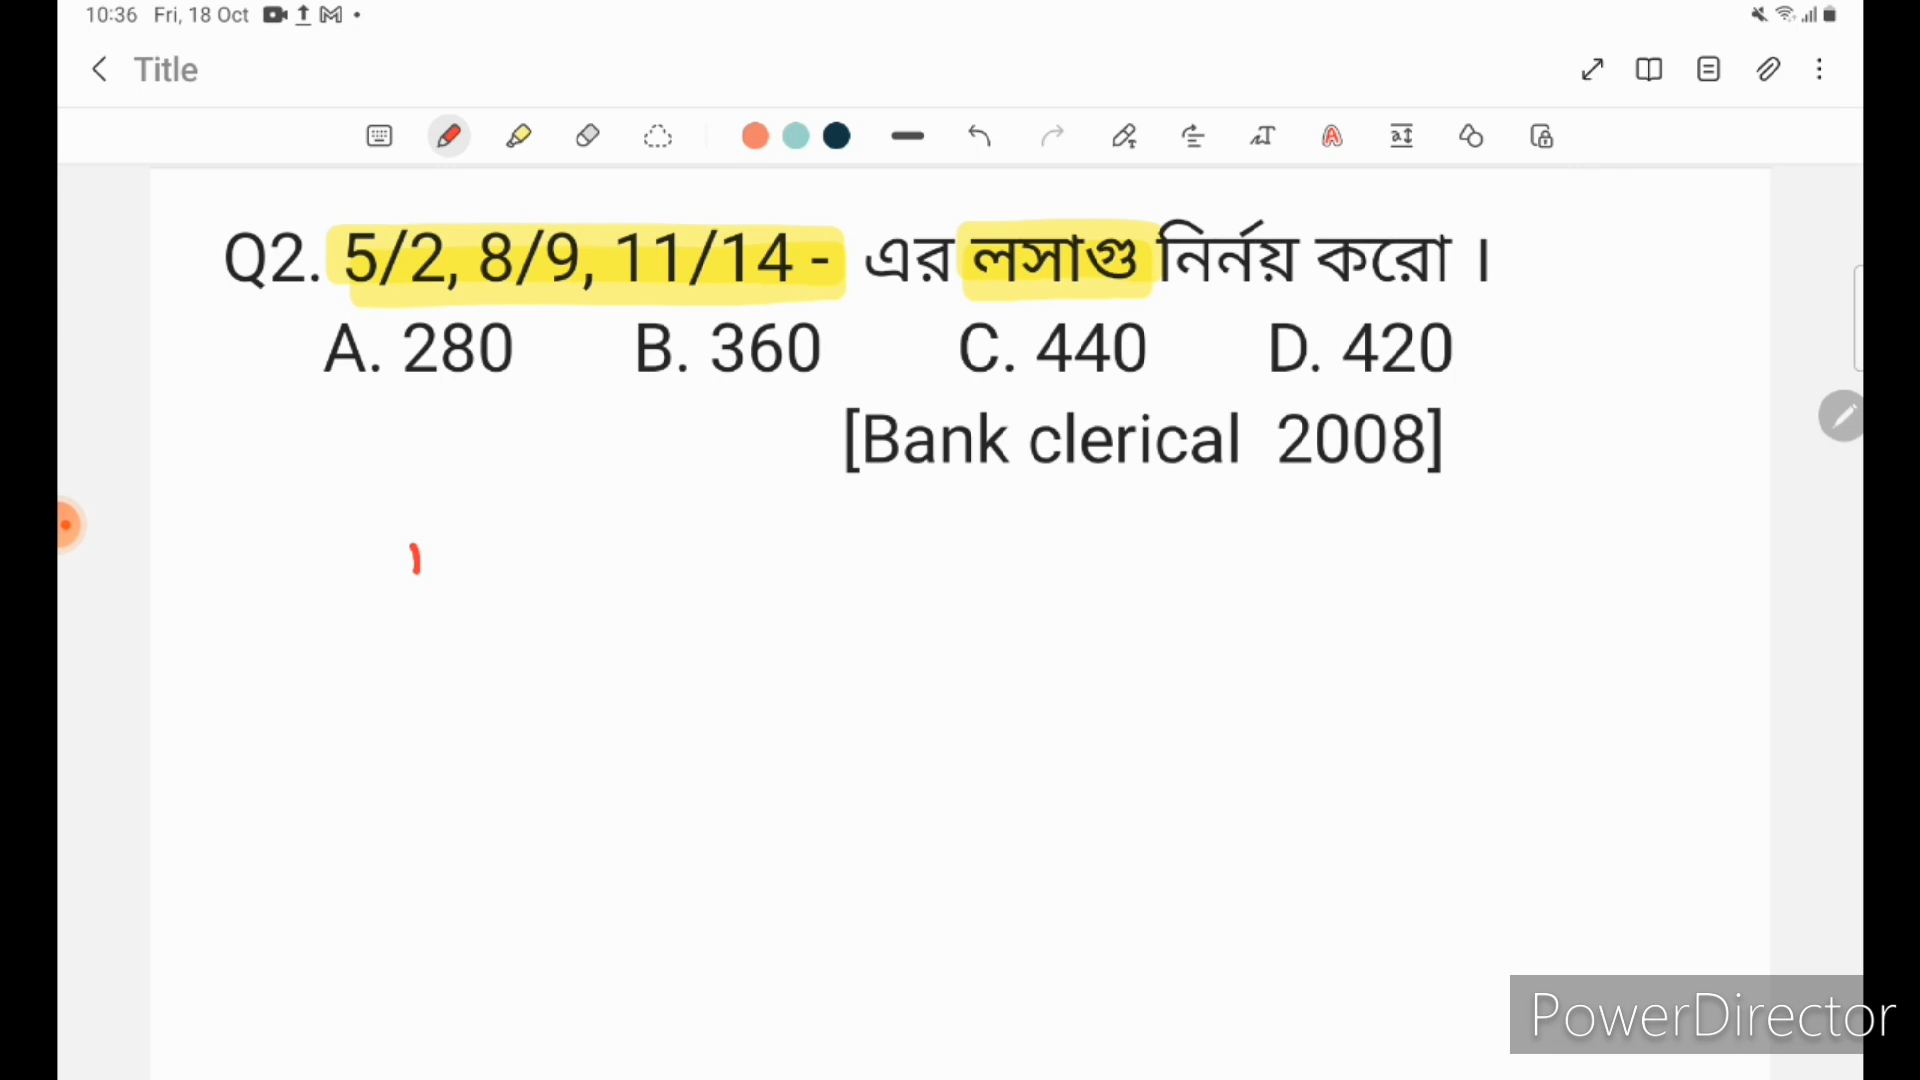 10:36 Fri, 18 Oct
Title
Q2. 5/2, 8/9, 11/14 - এর লসাগু নির্নয় করো ।
A. 280 B. 360 C. 440 D. 420
[Bank clerical 2008]
PowerDirector